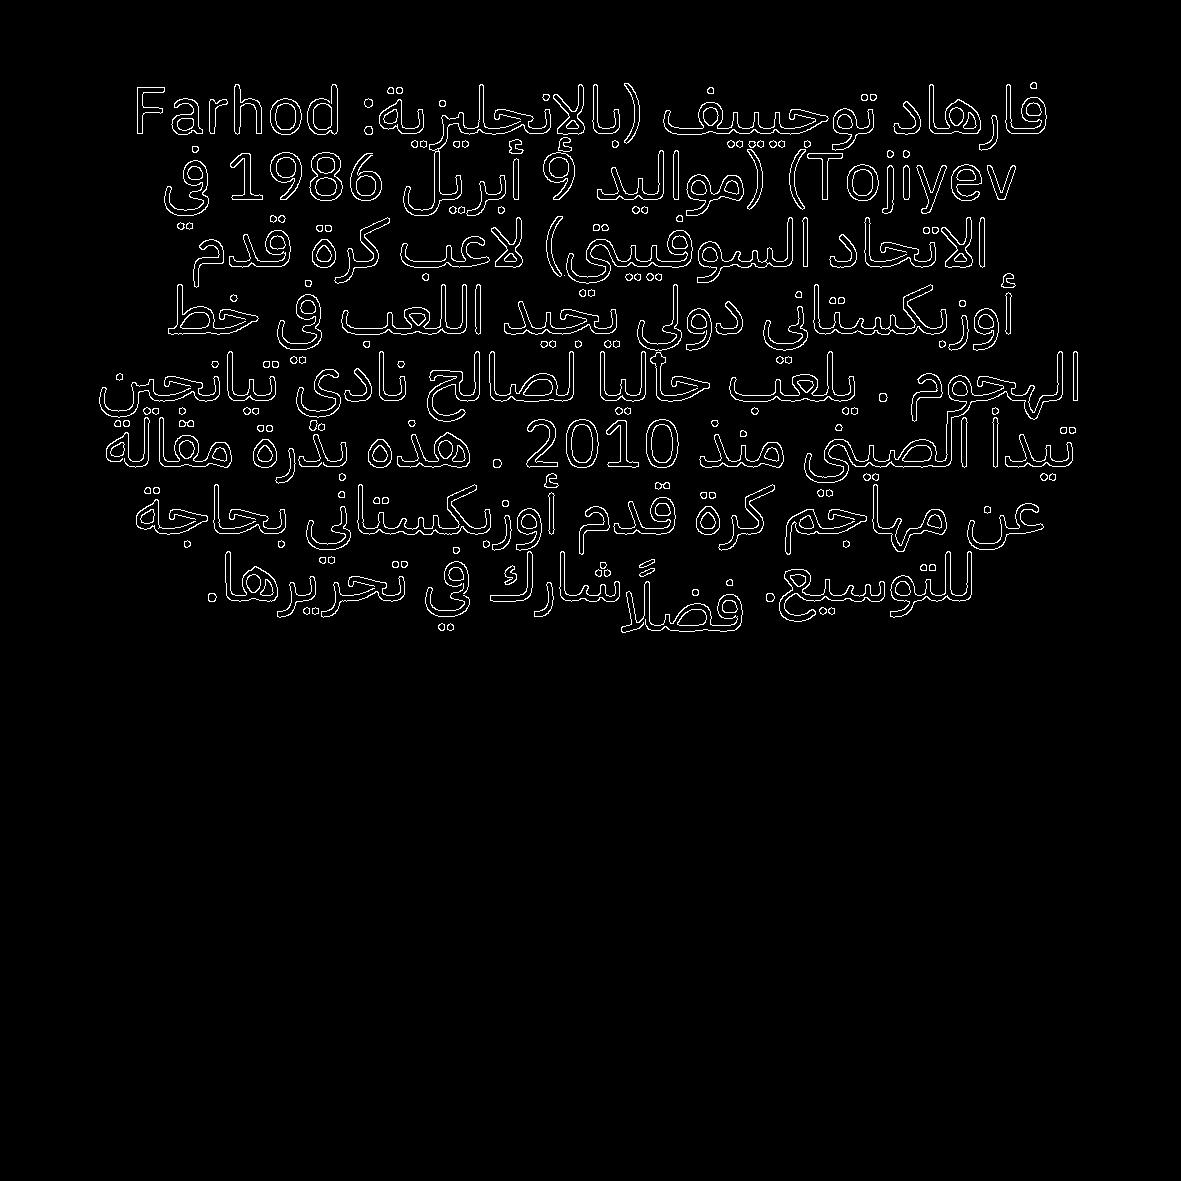 فارهاد توجيييف (بالإنجليزية: Farhod
Tojiyev) (مواليد 9 أبريل 1986 في
الاتحاد السوفييتي) لاعب كرة قدم
أوزبكستاني دولي يجيد اللعب في خط
الهجوم . يلعب حاليا لصالح نادي تيانجين
تيدا الصيني منذ 2010 . هذه بذرة مقالة
عن مهاجم كرة قدم أوزبكستاني بحاجة
للتوسيع. فضلًا شارك في تحريرها.